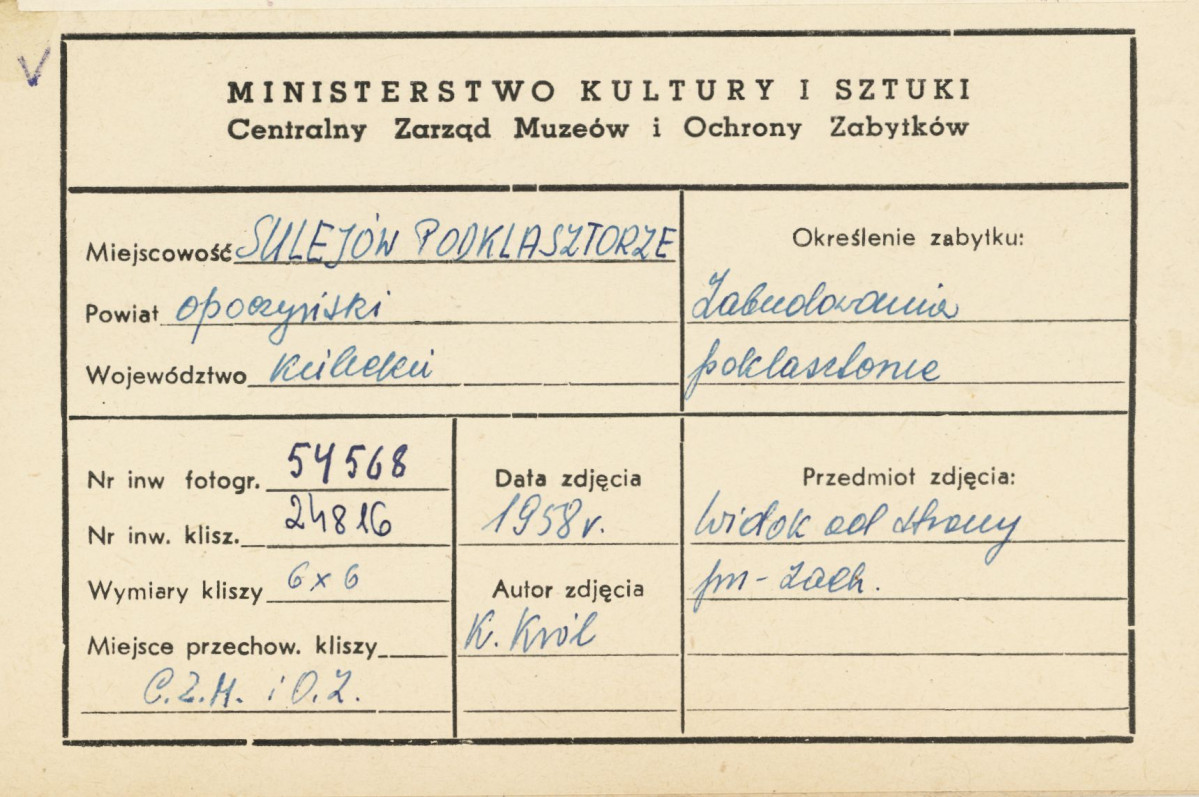 MINISTERSTWO KULTURY I SZTUKI
Centralny Zarząd Muzeów i Ochrony Zabytków
Miejscowość SULEJÓW PODKLASZTORZE
Powiat opoczyński
Województwo kielecki
Określenie zabytku:
Zabudowania
poklasztorne
Nr inw fotogr. 54568
Nr inw. klisz. 24816
Wymiary kliszy 6x6
Miejsce przechow. kliszy
C.Z.M. i O.Z.
Data zdjęcia
1958 r.
Autor zdjęcia
K. Król
Przedmiot zdjęcia:
Widok od strony
pn-zach.